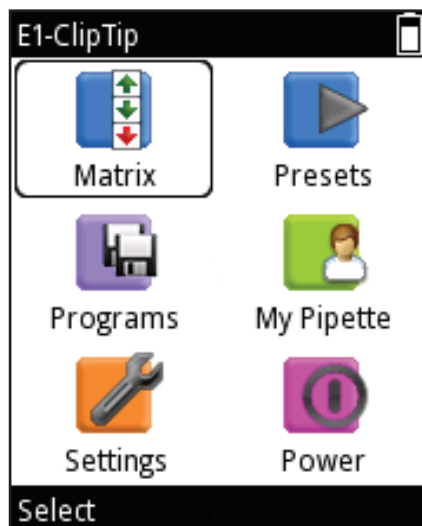 E1-ClipTip
Matrix Presets
Programs My Pipette
Settings Power
Select